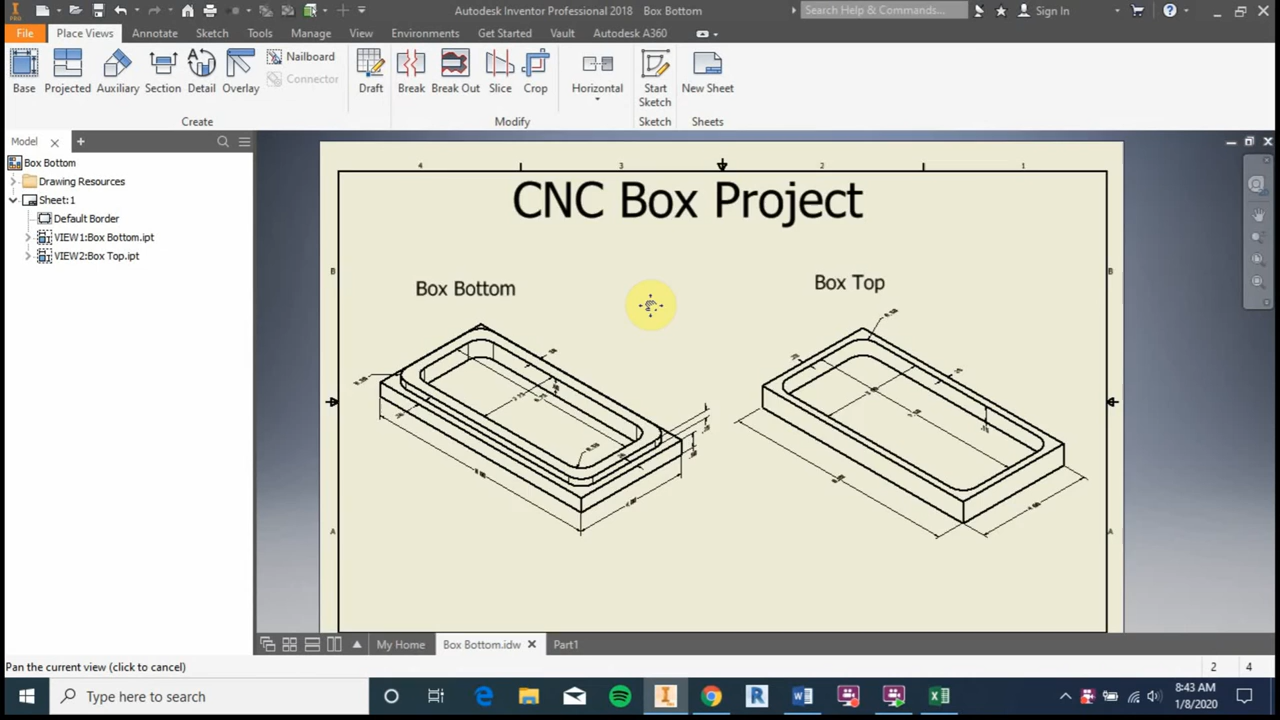 PRO
Autodesk Inventor Professional 2018 Box Bottom
Search Help & Commands...
Sign In
File Place Views Annotate Sketch Tools Manage View Environments Get Started Vault Autodesk A360
Base Projected Auxiliary Section Detail Overlay
Nailboard
Connector
Draft Break Break Out Slice Crop Horizontal
Start
Sketch
New Sheet
Create Modify Sketch Sheets
Model
Box Bottom
Drawing Resources
Sheet:1
Default Border
VIEW1:Box Bottom.ipt
VIEW2:Box Top.ipt
4 3 2 1
CNC Box Project
B B
Box Bottom
Box Top
A A
My Home Box Bottom.idw Part1
Pan the current view (click to cancel)
2 4
Type here to search
8:43 AM
1/8/2020